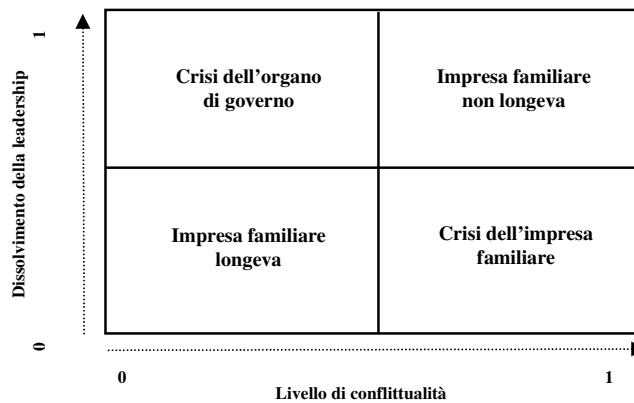 1
Dissolvimento della leadership
0
Crisi dell'organo
di governo
Impresa familiare
non longeva
Impresa familiare
longeva
Crisi dell'impresa
familiare
0
1
Livello di conflittualità